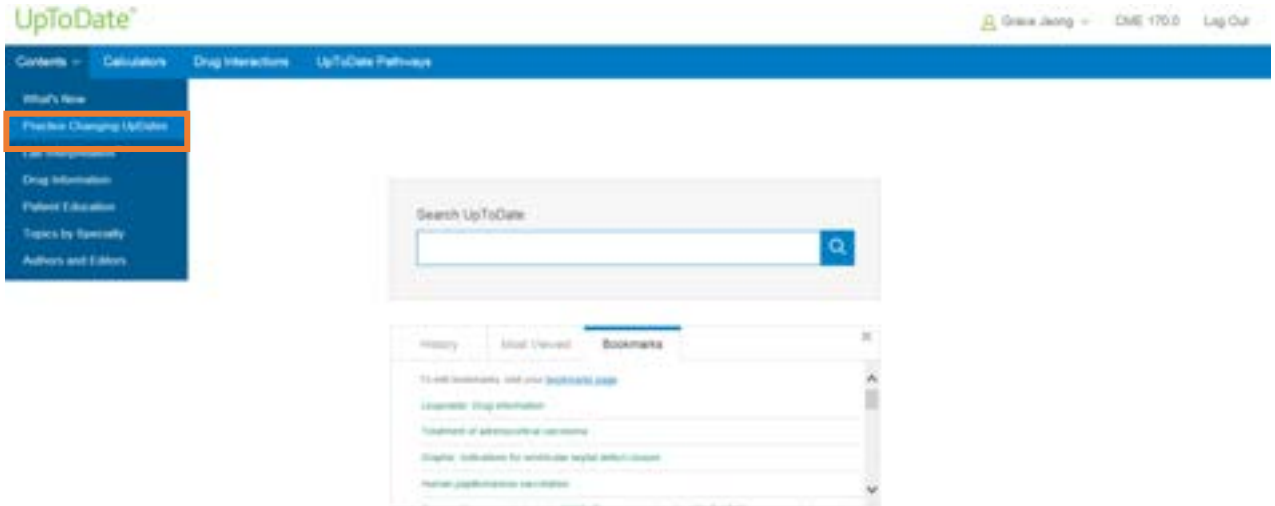 UpToDate®
Grace Jeong CME 170.0 Log Out
Contents Calculators Drug Interactions UpToDate Pathways
What's New
Practice Changing UpDates
Lab Interpretation
Drug Information
Patient Education
Topics by Specialty
Authors and Editors
Search UpToDate
History Most Viewed Bookmarks
To edit bookmarks, visit your bookmarks page
Drug information
Treatment of adrenocortical carcinoma
Graphic: Indications for ventricular septal defect closure
Human papillomavirus vaccination